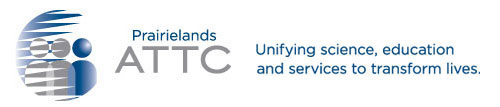 Prairielands
ATTC
Unifying science, education
and services to transform lives.